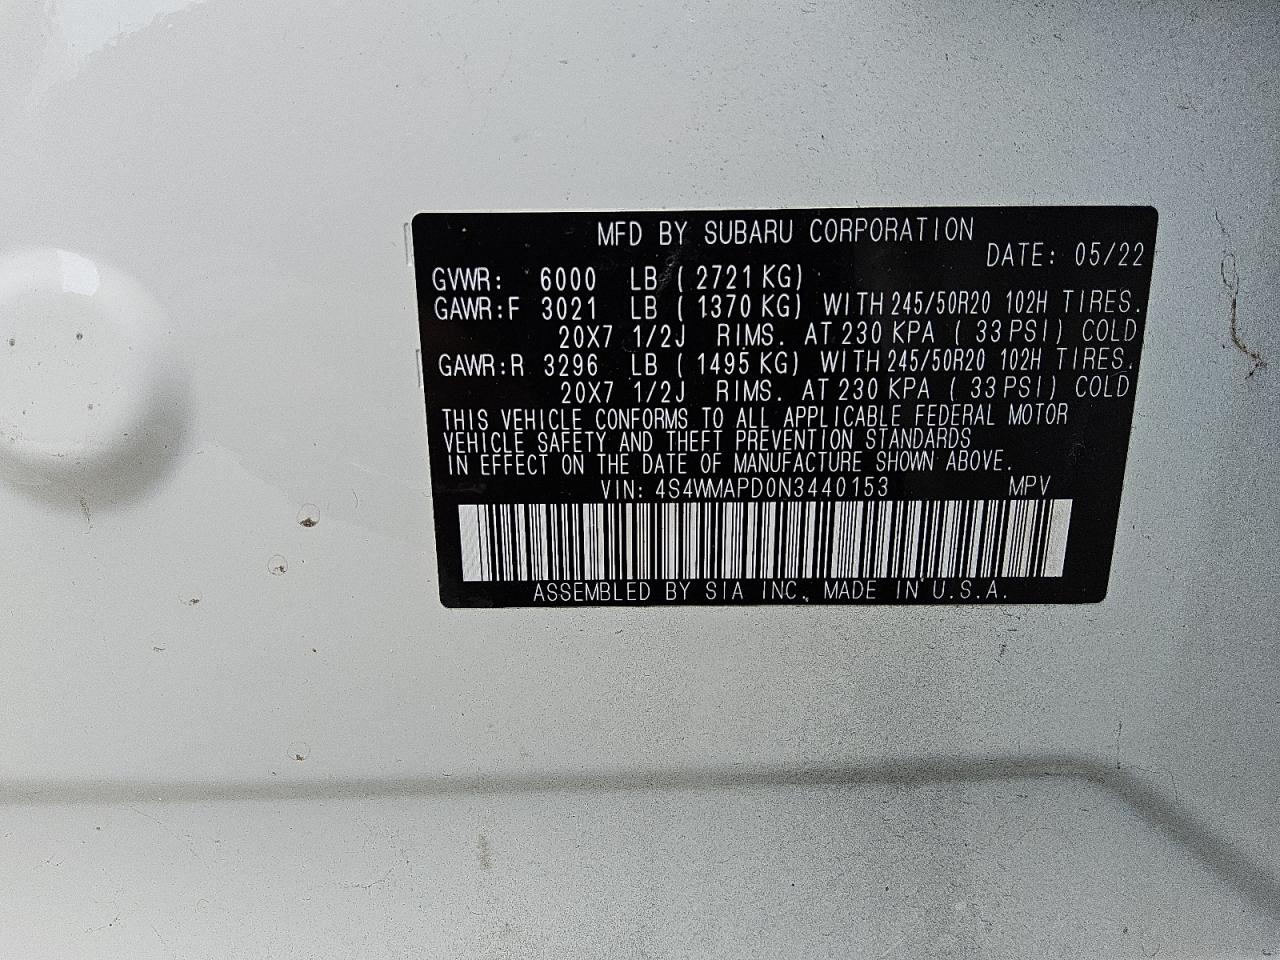 MFD BY SUBARU CORPORATION
DATE: 05/22
GVWR: 6000 LB ( 2721 KG)
GAWR:F 3021 LB ( 1370 KG) WITH 245/50R20 102H TIRES.
20X7 1/2J RIMS. AT 230 KPA ( 33 PSI) COLD
GAWR:R 3296 LB ( 1495 KG) WITH 245/50R20 102H TIRES.
20X7 1/2J RIMS. AT 230 KPA ( 33 PSI) COLD
THIS VEHICLE CONFORMS TO ALL APPLICABLE FEDERAL MOTOR
VEHICLE SAFETY AND THEFT PREVENTION STANDARDS
IN EFFECT ON THE DATE OF MANUFACTURE SHOWN ABOVE.
VIN: 4S4WMAPD0N3440153 MPV
ASSEMBLED BY SIA INC., MADE IN U.S.A.